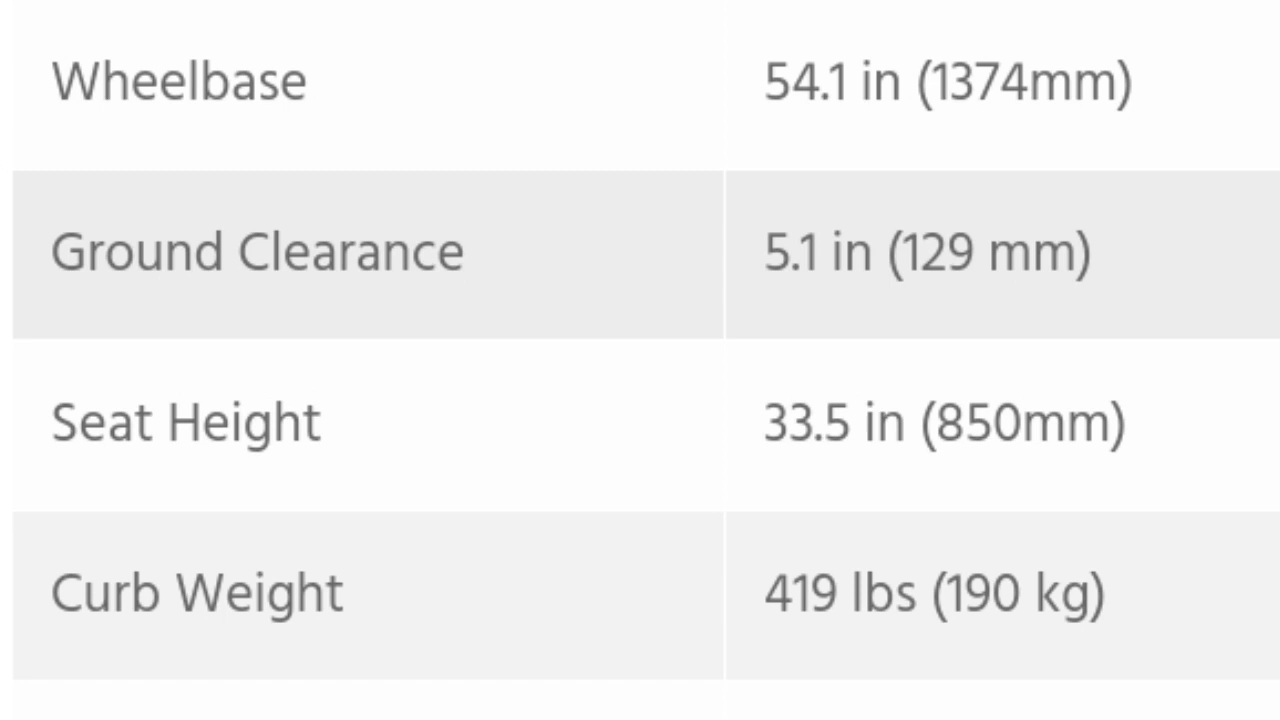 Wheelbase 54.1 in (1374mm)
Ground Clearance 5.1 in (129 mm)
Seat Height 33.5 in (850mm)
Curb Weight 419 lbs (190 kg)